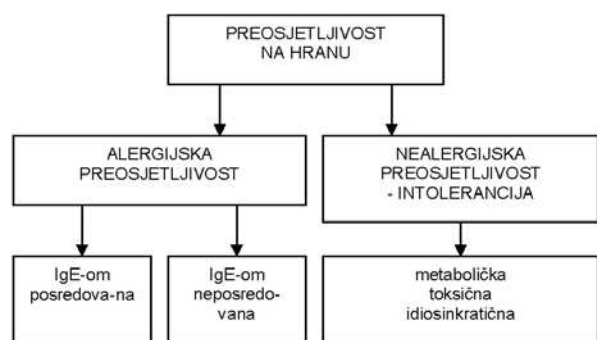 PREOSJETLJIVOST
NA HRANU
ALERGIJSKA
PREOSJETLJIVOST
NEALERGIJSKA
PREOSJETLJIVOST
- INTOLERANCIJA
IgE-om
posredova-na
IgE-om
neposredo-
vana
metabolička
toksična
idiosinkratična